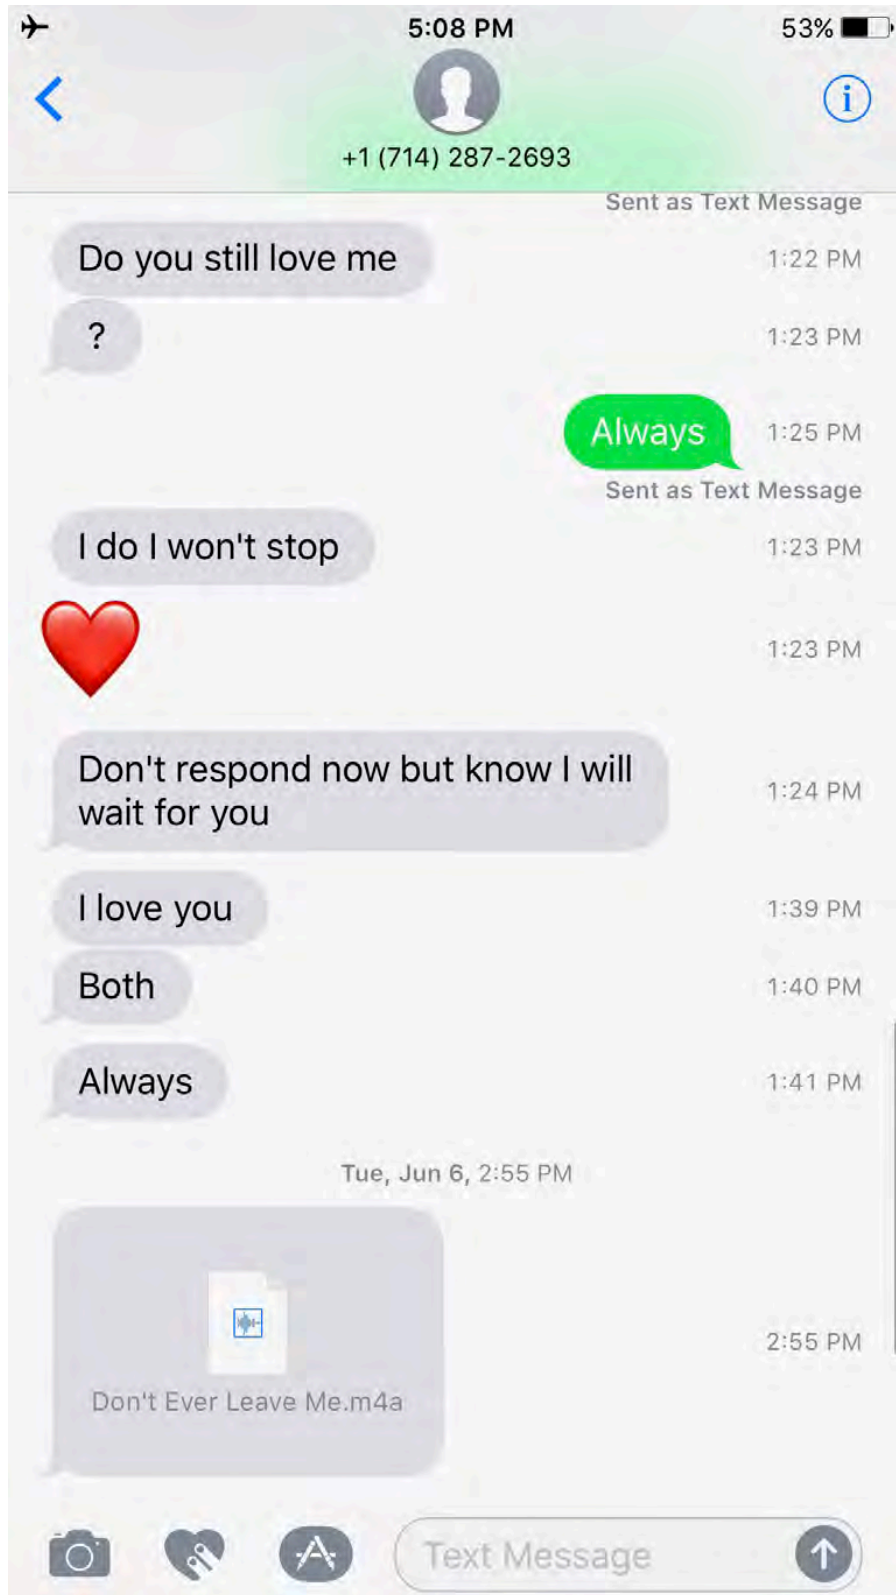 5:08 PM
53%
+1 (714) 287-2693
Sent as Text Message
Do you still love me
1:22 PM
?
1:23 PM
Always
1:25 PM
Sent as Text Message
I do I won't stop
1:23 PM
1:23 PM
Don't respond now but know I will
wait for you
1:24 PM
I love you
1:39 PM
Both
1:40 PM
Always
1:41 PM
Tue, Jun 6, 2:55 PM
2:55 PM
Don't Ever Leave Me.m4a
Text Message